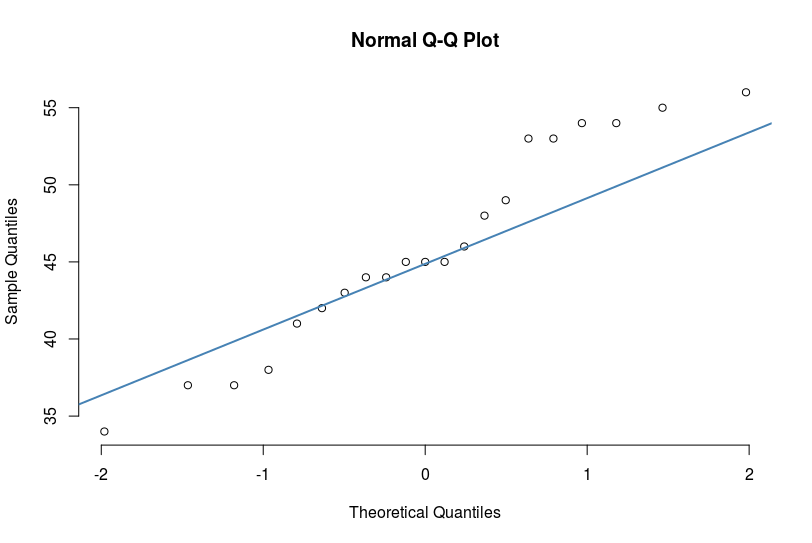 Normal Q-Q Plot
55
50
45
40
35
Sample Quantiles
-2 -1 0 1 2
Theoretical Quantiles